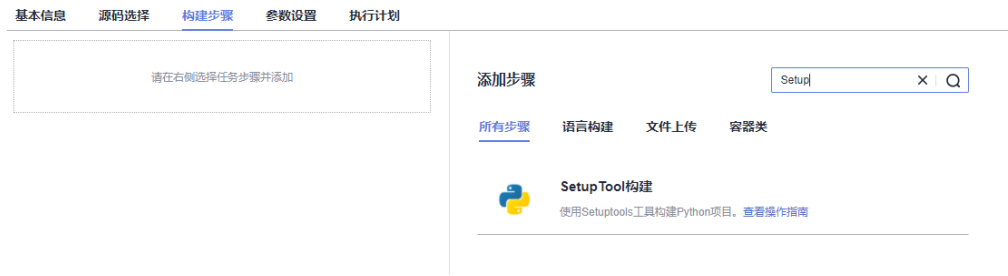 基本信息 源码选择 构建步骤 参数设置 执行计划
请在右侧选择任务步骤并添加
添加步骤
Setup
所有步骤 语言构建 文件上传 容器类
SetupTool构建
使用Setuptools工具构建Python项目。查看操作指南